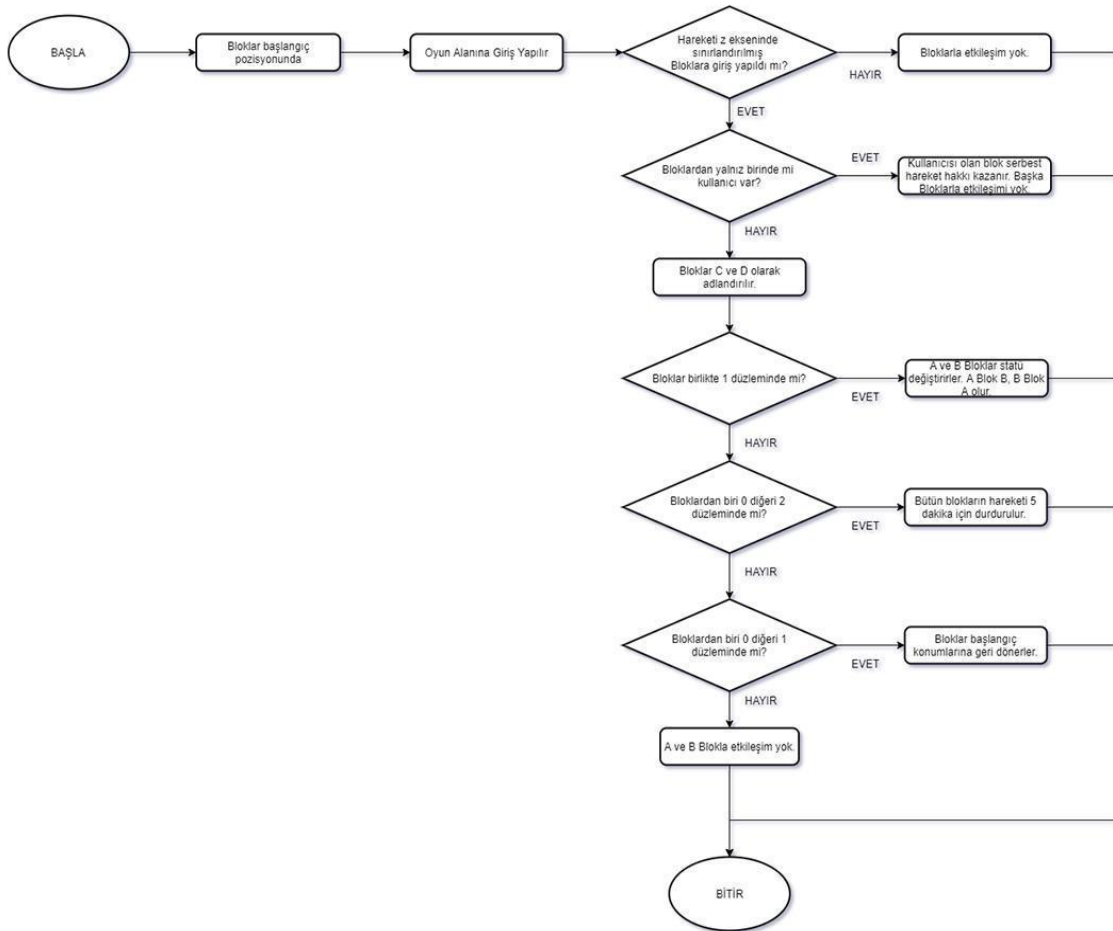 BAŞLA
Bloklar başlangıç
pozisyonunda
Oyun Alanına Giriş Yapılır
Hareketi z ekseninde
sınırlandırılmış
Bloklara giriş yapıldı mı?
HAYIR
Bloklarla etkileşim yok.
EVET
Bloklardan yalnız birinde mi
kullanıcı var?
EVET
Kullanıcısı olan blok serbest
hareket hakkı kazanır. Başka
Bloklarla etkileşimi yok.
HAYIR
Bloklar C ve D olarak
adlandırılır.
Bloklar birlikte 1 düzleminde mi?
EVET
A ve B Bloklar statü
değiştirirler. A Blok B, B Blok
A olur.
HAYIR
Bloklardan biri 0 diğeri 2
düzleminde mi?
EVET
Bütün blokların hareketi 5
dakika için durdurulur.
HAYIR
Bloklardan biri 0 diğeri 1
düzleminde mi?
EVET
Bloklar başlangıç
konumlarına geri dönerler.
HAYIR
A ve B Blokla etkileşim yok.
BİTİR